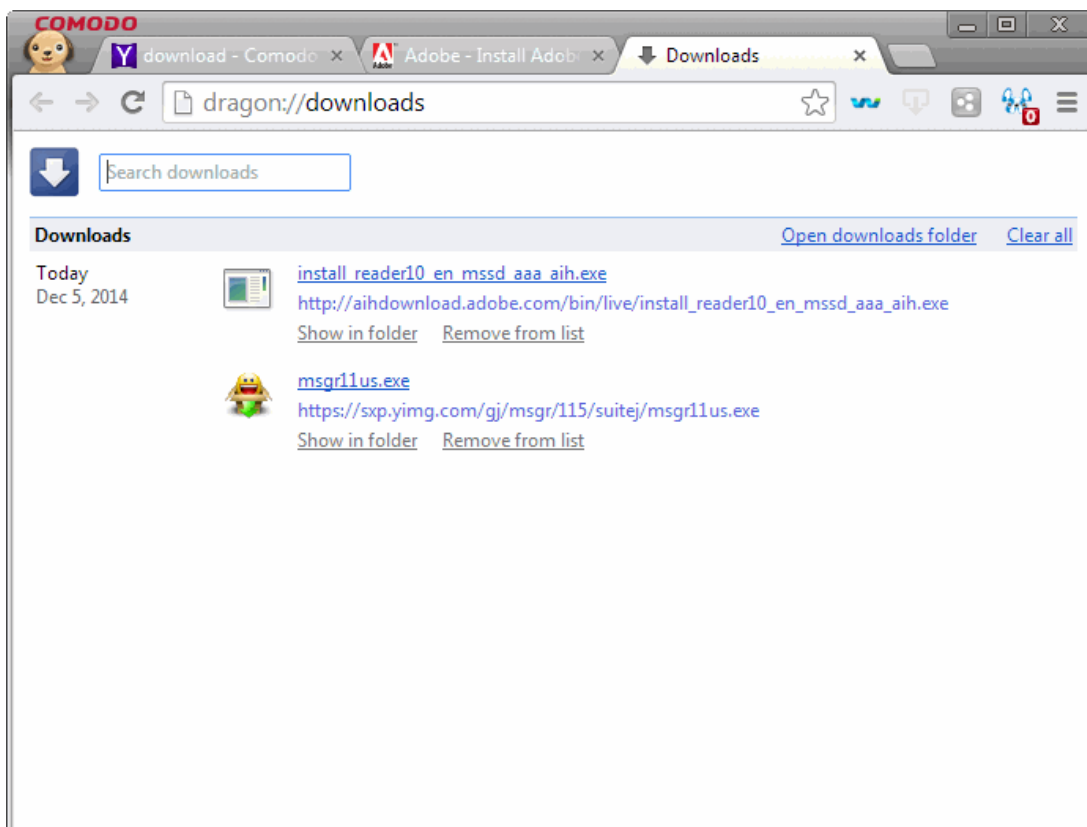 COMODO
download - Comodo
Adobe - Install Adob
Downloads
dragon://downloads
0
Search downloads
Downloads
Open downloads folder
Clear all
Today
Dec 5, 2014
install_reader10_en_mssd_aaa_aih.exe
http://aihdownload.adobe.com/bin/live/install_reader10_en_mssd_aaa_aih.exe
Show in folder
Remove from list
msgr11us.exe
https://sxp.yimg.com/gj/msgr/115/suitej/msgr11us.exe
Show in folder
Remove from list